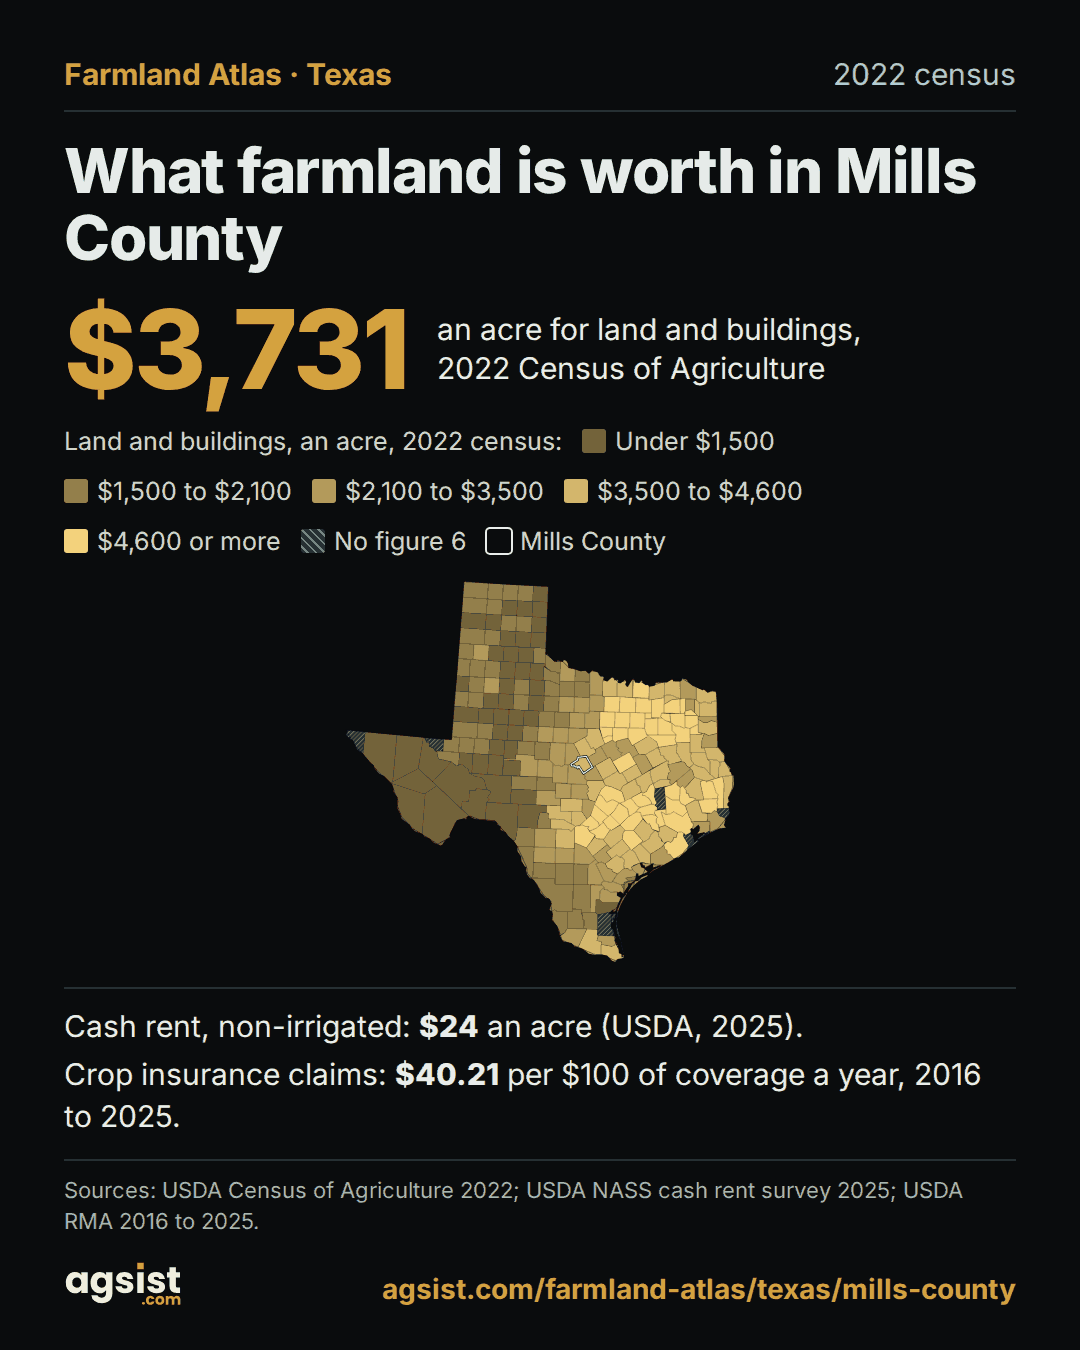 Farmland Atlas · Texas
2022 census
What farmland is worth in Mills
County
$3,731
an acre for land and buildings,
2022 Census of Agriculture
Land and buildings, an acre, 2022 census: Under $1,500
$1,500 to $2,100 $2,100 to $3,500 $3,500 to $4,600
$4,600 or more No figure 6 Mills County
Cash rent, non-irrigated: $24 an acre (USDA, 2025).
Crop insurance claims: $40.21 per $100 of coverage a year, 2016
to 2025.
Sources: USDA Census of Agriculture 2022; USDA NASS cash rent survey 2025; USDA
RMA 2016 to 2025.
agsist
.com
agsist.com/farmland-atlas/texas/mills-county